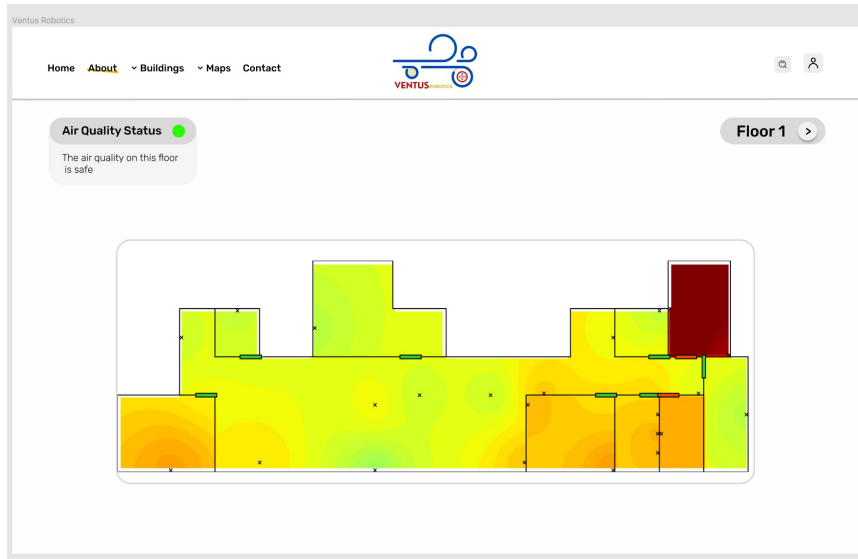 Ventus Robotics
Home About Buildings Maps Contact
VENTUS ROBOTICS
Air Quality Status
Floor 1 >
The air quality on this floor
is safe